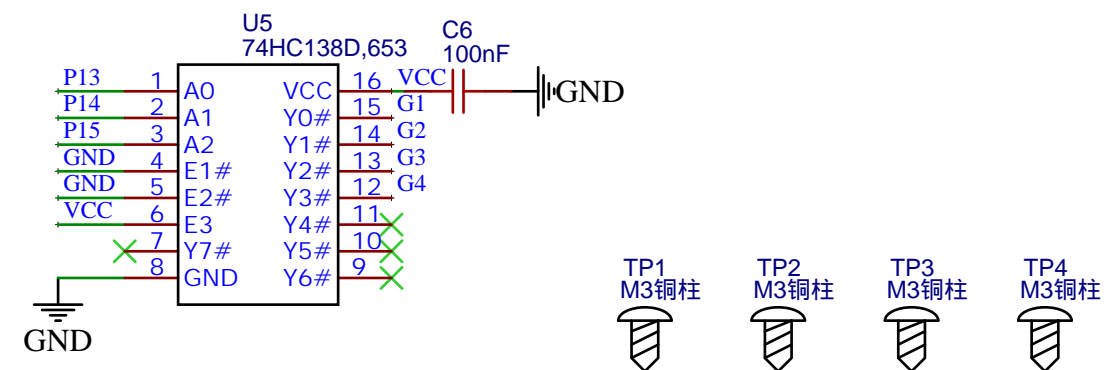 U5
74HC138D,653
C6
100nF
P13 1 A0 VCC 16 VCC GND
P14 2 A1 Y0# 15 G1
P15 3 A2 Y1# 14 G2
GND 4 E1# Y2# 13 G3
GND 5 E2# Y3# 12 G4
VCC 6 E3 Y4# 11
7 Y7# Y5# 10
8 GND Y6# 9
GND
TP1 TP2 TP3 TP4
M3铜柱 M3铜柱 M3铜柱 M3铜柱